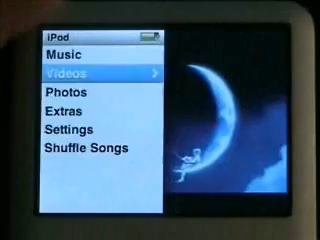 iPod
Music
Videos
Photos
Extras
Settings
Shuffle Songs